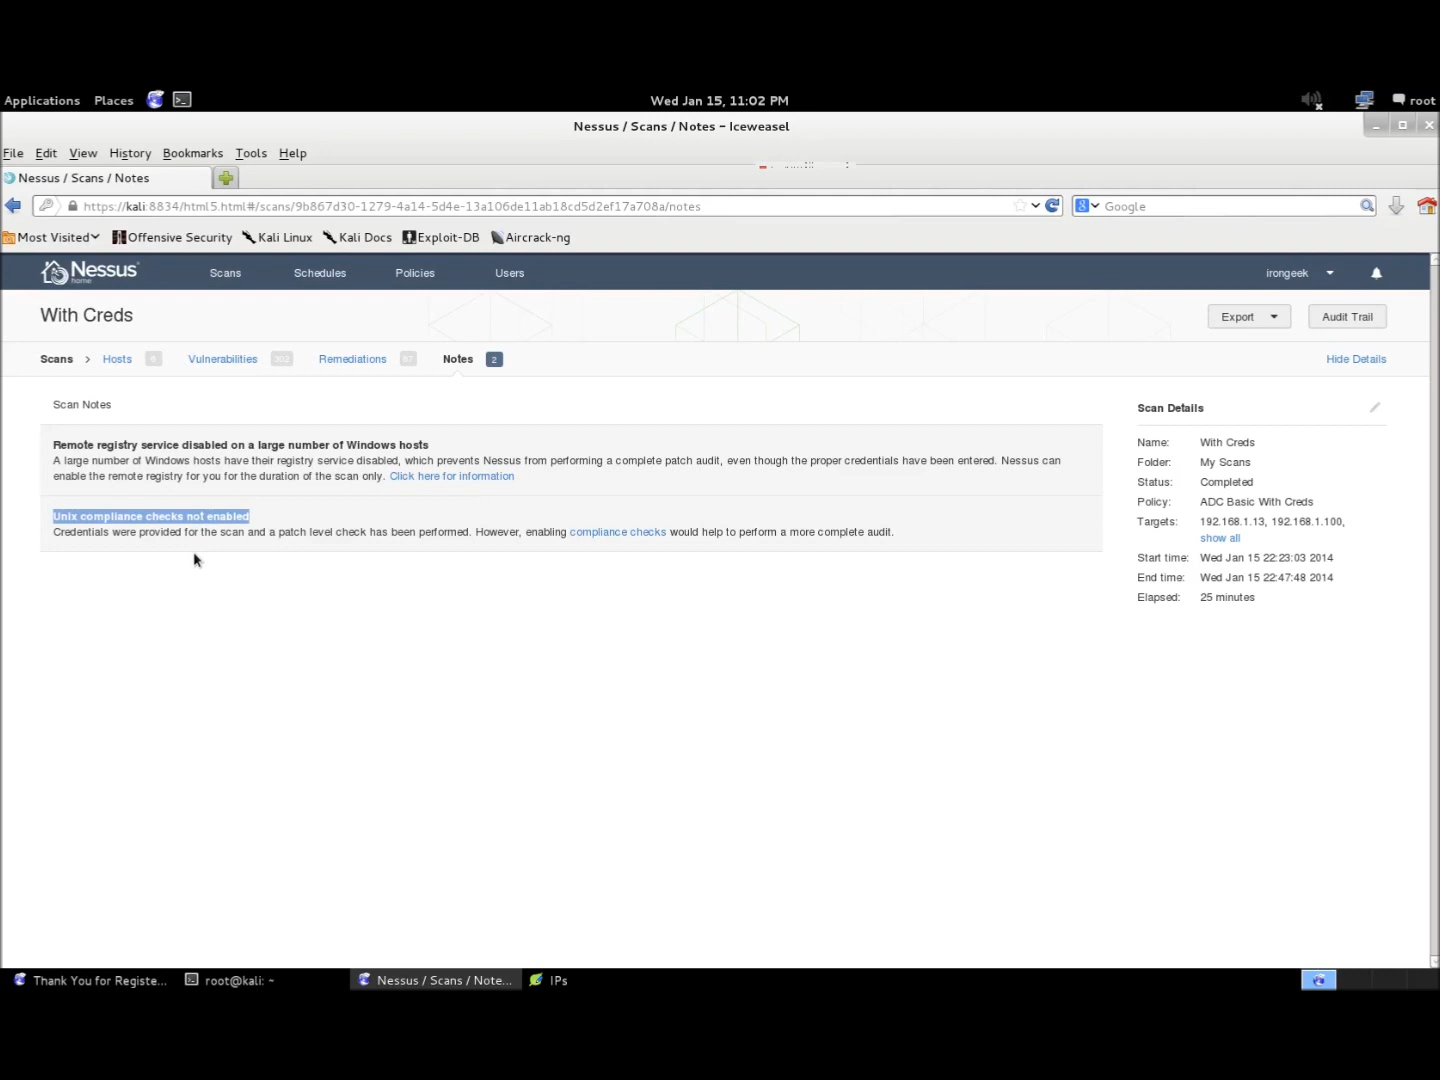 Applications Places Wed Jan 15, 11:02 PM root
Nessus / Scans / Notes - Iceweasel
File Edit View History Bookmarks Tools Help
Nessus / Scans / Notes
https://kali:8834/html5.html#/scans/9b867d30-1279-4a14-5d4e-13a106de11ab18cd5d2ef17a708a/notes Google
Most Visited Offensive Security Kali Linux Kali Docs Exploit-DB Aircrack-ng
Nessus home Scans Schedules Policies Users irongeek
With Creds Export Audit Trail
Scans > Hosts Vulnerabilities Remediations Notes 2 Hide Details
Scan Notes
Remote registry service disabled on a large number of Windows hosts
A large number of Windows hosts have their registry service disabled, which prevents Nessus from performing a complete patch audit, even though the proper credentials have been entered. Nessus can
enable the remote registry for you for the duration of the scan only. Click here for information
Unix compliance checks not enabled
Credentials were provided for the scan and a patch level check has been performed. However, enabling compliance checks would help to perform a more complete audit.
Scan Details
Name: With Creds
Folder: My Scans
Status: Completed
Policy: ADC Basic With Creds
Targets: 192.168.1.13, 192.168.1.100,
show all
Start time: Wed Jan 15 22:23:03 2014
End time: Wed Jan 15 22:47:48 2014
Elapsed: 25 minutes
Thank You for Registe... root@kali: ~ Nessus / Scans / Note... IPs